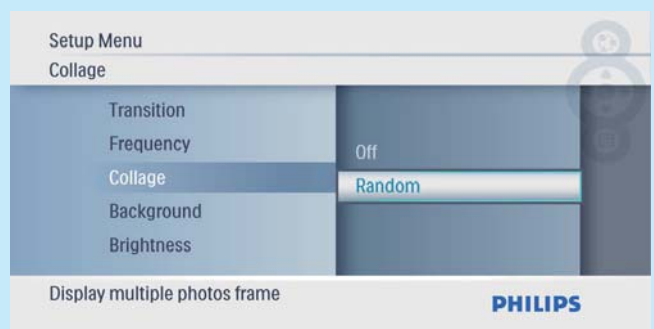 Setup Menu
Collage
Transition
Frequency
Collage
Background
Brightness
Off
Random
Display multiple photos frame
PHILIPS